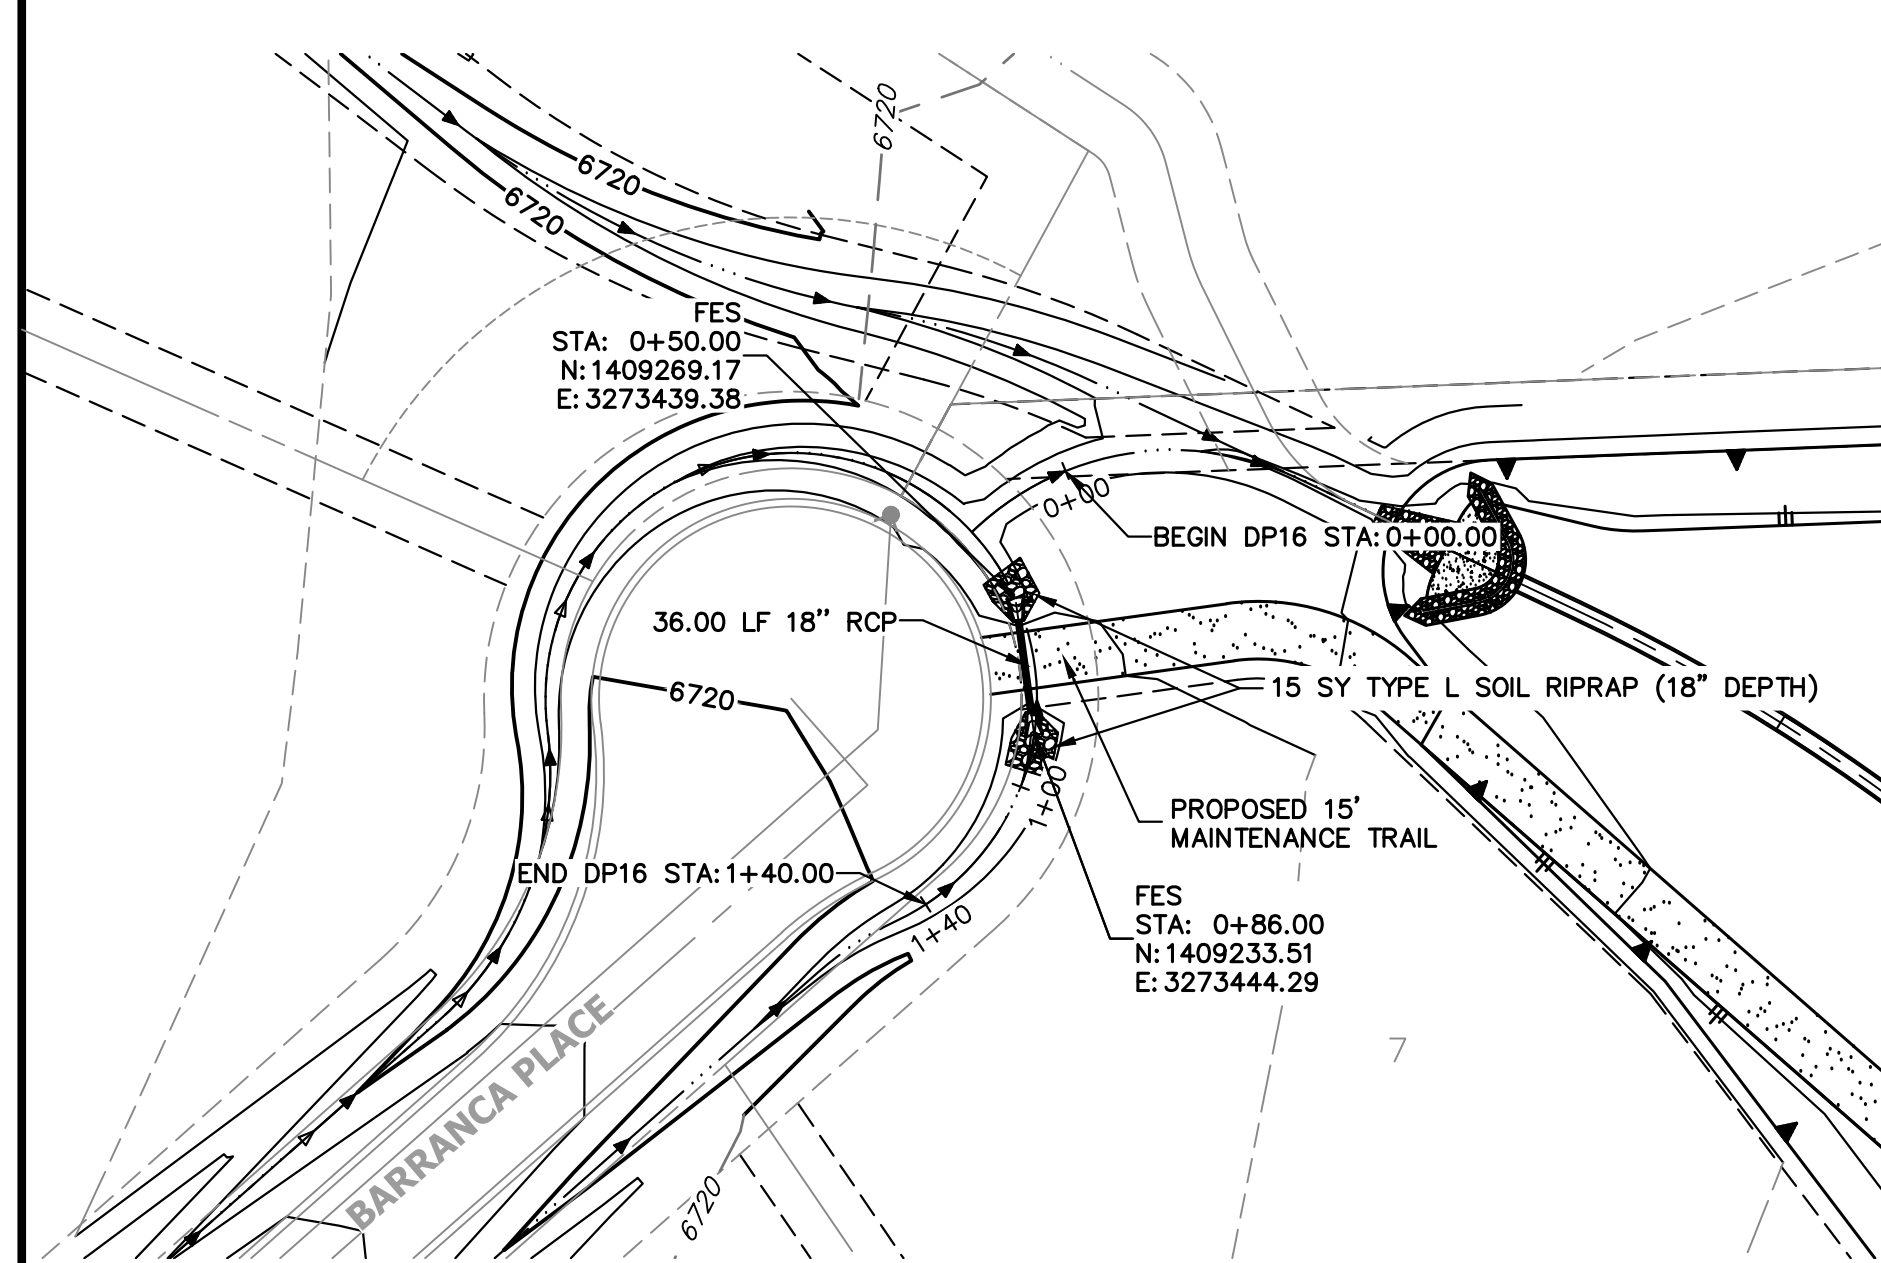 6720
6720
6720
FES
STA: 0+50.00
N:1409269.17
E:3273439.38
0+00
BEGIN DP16 STA:0+00.00
36.00 LF 18” RCP
6720
15 SY TYPE L SOIL RIPRAP (18” DEPTH)
1+00
PROPOSED 15’
MAINTENANCE TRAIL
END DP16 STA:1+40.00
1+40
FES
STA: 0+86.00
N:1409233.51
E:3273444.29
BARRANCA PLACE
7
6720